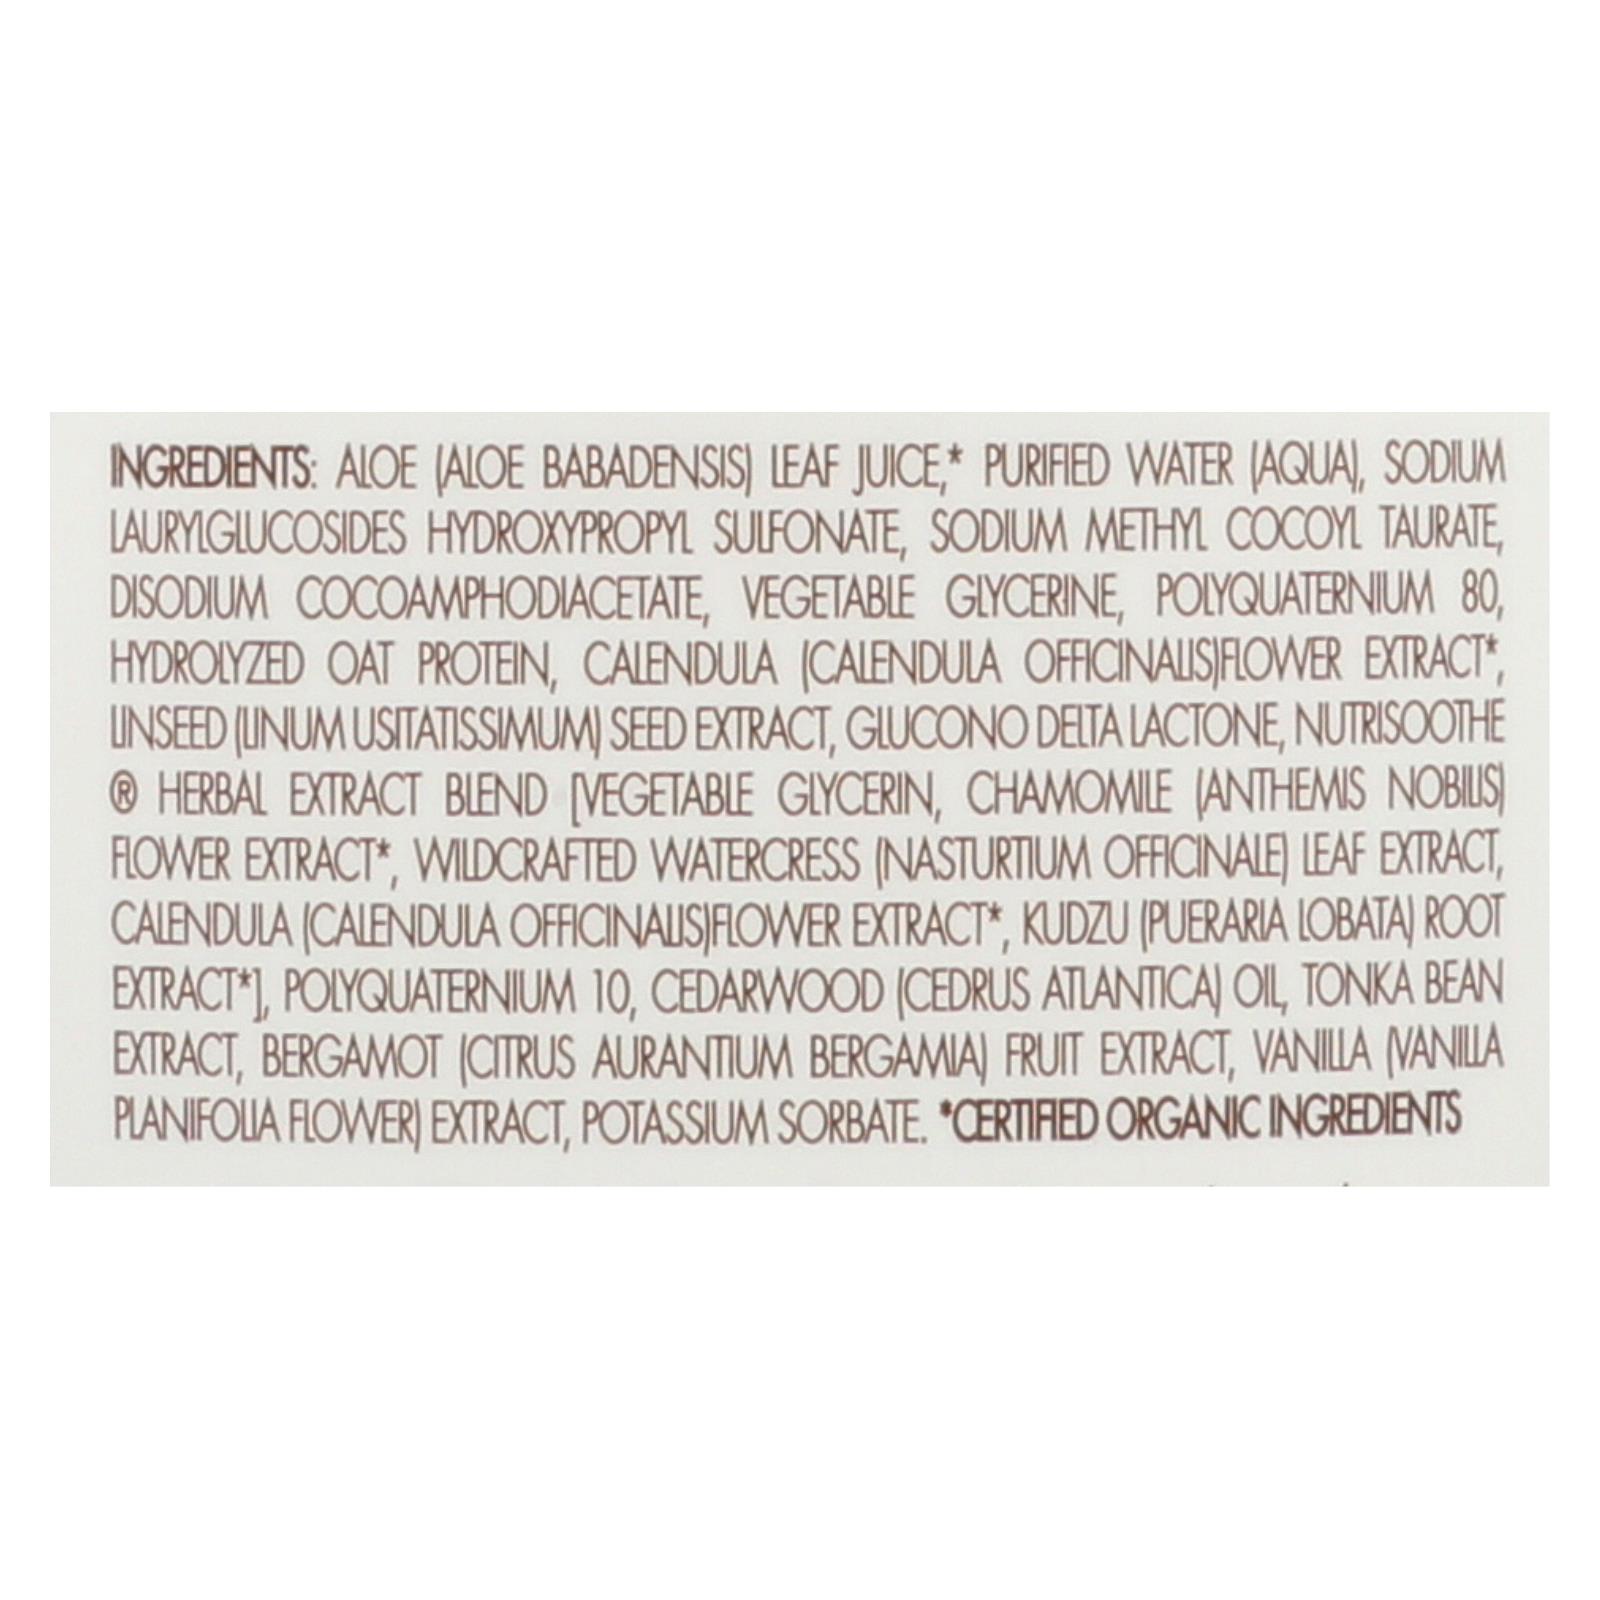 INGREDIENTS: ALOE (ALOE BABADENSIS) LEAF JUICE,* PURIFIED WATER (AQUA), SODIUM
LAURYLGLUCOSIDES HYDROXYPROPYL SULFONATE, SODIUM METHYL COCOYL TAURATE,
DISODIUM COCOAMPHODIACETATE, VEGETABLE GLYCERINE, POLYQUATERNIUM 80,
HYDROLYZED OAT PROTEIN, CALENDULA (CALENDULA OFFICINALIS)FLOWER EXTRACT*,
LINSEED (LINUM USITATISSIMUM) SEED EXTRACT, GLUCONO DELTA LACTONE, NUTRISOOTHE
® HERBAL EXTRACT BLEND [VEGETABLE GLYCERIN, CHAMOMILE (ANTHEMIS NOBILIS)
FLOWER EXTRACT*, WILDCRAFTED WATERCRESS (NASTURTIUM OFFICINALE) LEAF EXTRACT,
CALENDULA (CALENDULA OFFICINALIS)FLOWER EXTRACT*, KUDZU (PUERARIA LOBATA) ROOT
EXTRACT*], POLYQUATERNIUM 10, CEDARWOOD (CEDRUS ATLANTICA) OIL, TONKA BEAN
EXTRACT, BERGAMOT (CITRUS AURANTIUM BERGAMIA) FRUIT EXTRACT, VANILLA (VANILLA
PLANIFOLIA FLOWER) EXTRACT, POTASSIUM SORBATE. *CERTIFIED ORGANIC INGREDIENTS